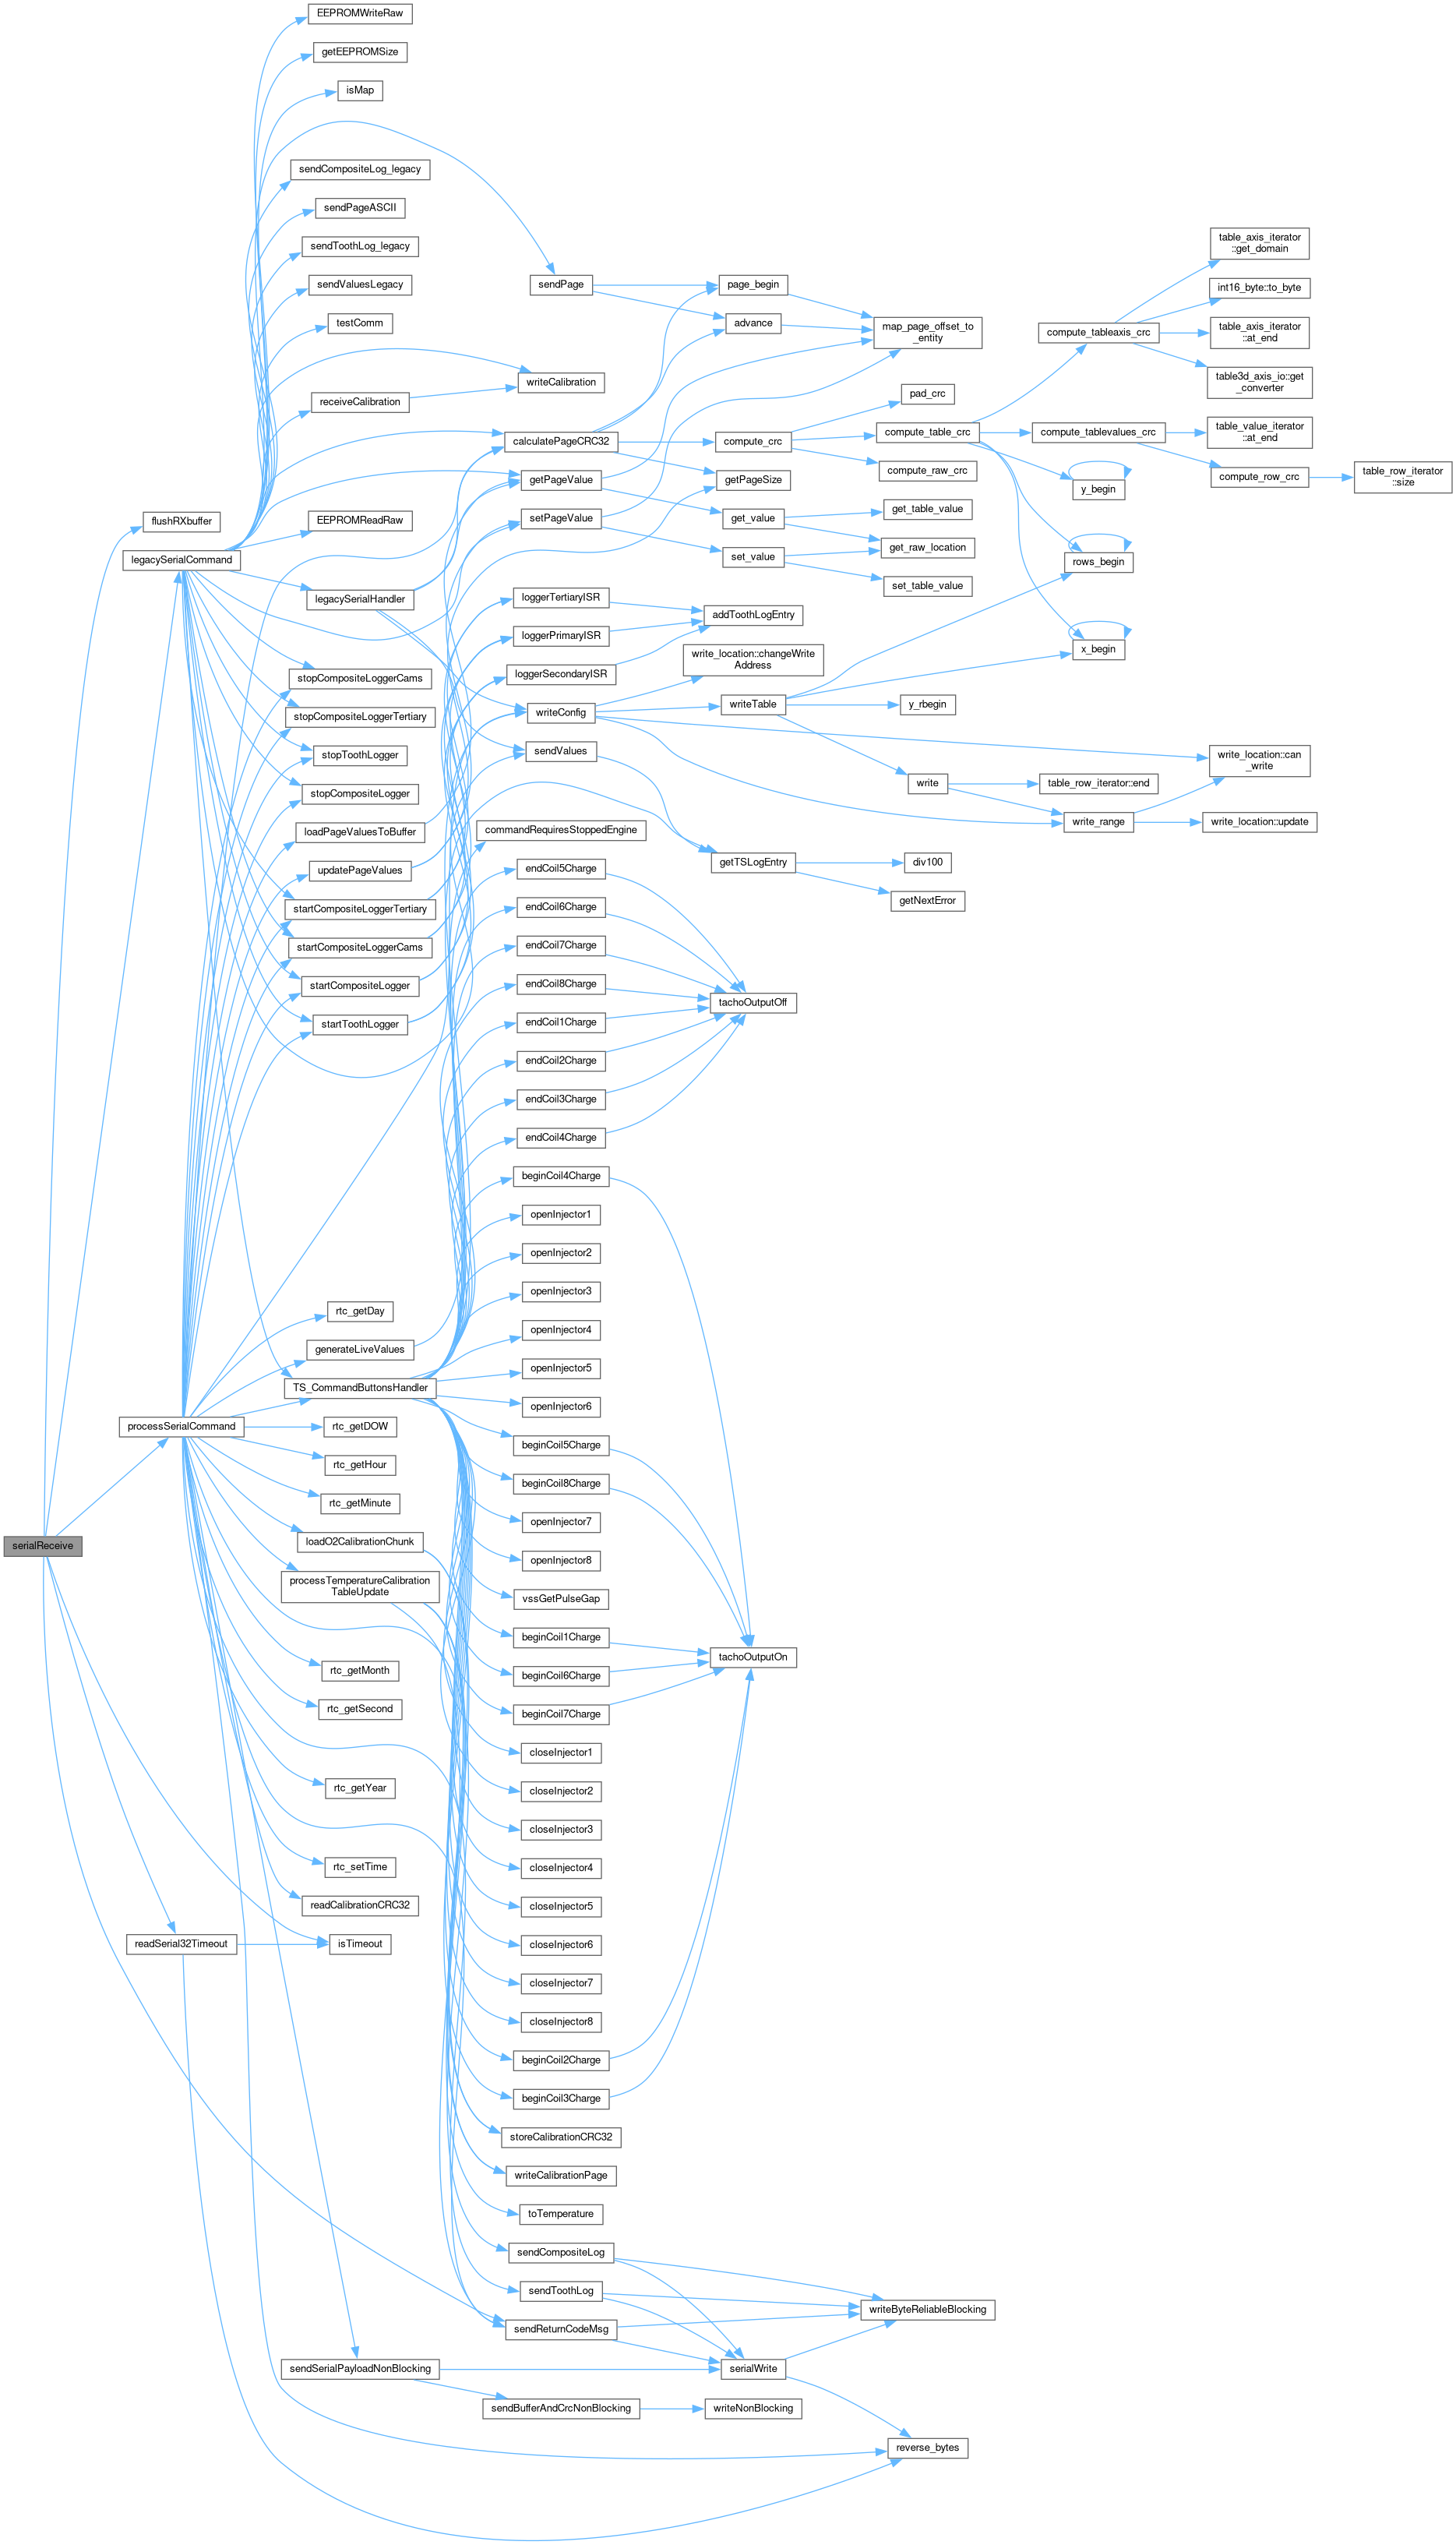 EEPROMWriteRaw
getEEPROMSize
isMap
sendCompositeLog_legacy
sendPageASCII
sendToothLog_legacy
table_axis_iterator
::get_domain
sendValuesLegacy
sendPage
page_begin
int16_byte::to_byte
testComm
advance
map_page_offset_to
_entity
compute_tableaxis_crc
table_axis_iterator
::at_end
writeCalibration
table3d_axis_io::get
_converter
receiveCalibration
pad_crc
calculatePageCRC32
compute_crc
compute_table_crc
compute_tablevalues_crc
table_value_iterator
::at_end
compute_raw_crc
getPageValue
getPageSize
y_begin
compute_row_crc
table_row_iterator
::size
flushRXbuffer
EEPROMReadRaw
setPageValue
get_value
get_table_value
legacySerialCommand
set_value
get_raw_location
rows_begin
set_table_value
legacySerialHandler
loggerTertiaryISR
addToothLogEntry
loggerPrimaryISR
x_begin
stopCompositeLoggerCams
loggerSecondaryISR
write_location::changeWrite
Address
stopCompositeLoggerTertiary
writeConfig
writeTable
y_rbegin
stopToothLogger
sendValues
write_location::can
_write
stopCompositeLogger
write
table_row_iterator::end
loadPageValuesToBuffer
commandRequiresStoppedEngine
write_range
write_location::update
updatePageValues
endCoil5Charge
getTSLogEntry
div100
startCompositeLoggerTertiary
endCoil6Charge
getNextError
startCompositeLoggerCams
endCoil7Charge
startCompositeLogger
endCoil8Charge
tachoOutputOff
startToothLogger
endCoil1Charge
endCoil2Charge
endCoil3Charge
endCoil4Charge
beginCoil4Charge
openInjector1
openInjector2
openInjector3
rtc_getDay
openInjector4
generateLiveValues
openInjector5
TS_CommandButtonsHandler
openInjector6
processSerialCommand
rtc_getDOW
beginCoil5Charge
rtc_getHour
beginCoil8Charge
rtc_getMinute
openInjector7
serialReceive
loadO2CalibrationChunk
openInjector8
processTemperatureCalibration
TableUpdate
vssGetPulseGap
beginCoil1Charge
tachoOutputOn
rtc_getMonth
beginCoil6Charge
rtc_getSecond
beginCoil7Charge
closeInjector1
rtc_getYear
closeInjector2
closeInjector3
rtc_setTime
closeInjector4
readCalibrationCRC32
closeInjector5
readSerial32Timeout
isTimeout
closeInjector6
closeInjector7
closeInjector8
beginCoil2Charge
beginCoil3Charge
storeCalibrationCRC32
writeCalibrationPage
toTemperature
sendCompositeLog
sendToothLog
writeByteReliableBlocking
sendReturnCodeMsg
sendSerialPayloadNonBlocking
serialWrite
sendBufferAndCrcNonBlocking
writeNonBlocking
reverse_bytes